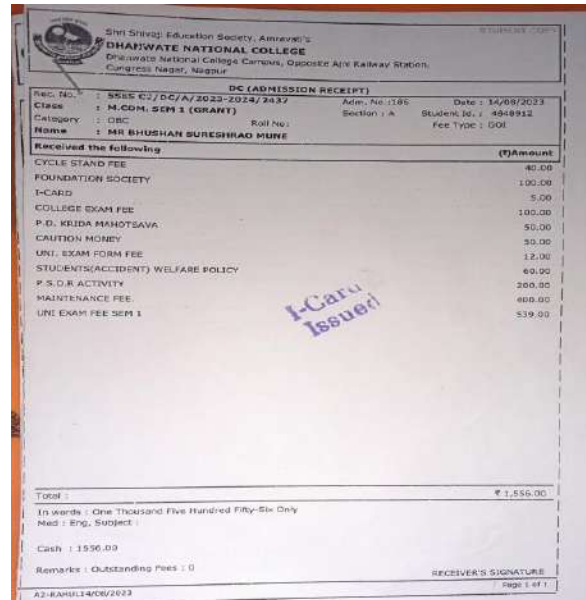 STUDENT COPY
Shri Shivaji Education Society, Amravati's
DHANWATE NATIONAL COLLEGE
Dhanwate National College Campus, Opposite Ajni Railway Station,
Congress Nagar, Nagpur
DC (ADMISSION RECEIPT)
Rec. No. : SSES C2/DC/A/2023-2024/2437 Adm. No.:186 Date : 14/08/2023
Class : M.COM. SEM 1 (GRANT) Section : A Student Id. : 4848912
Category : OBC Roll No: Fee Type : GOI
Name : MR BHUSHAN SURESHRAO MUNE
Received the following (₹)Amount
CYCLE STAND FEE 40.00
FOUNDATION SOCIETY 100.00
I-CARD 5.00
COLLEGE EXAM FEE 100.00
P.D. KRIDA MAHOTSAVA 50.00
CAUTION MONEY 50.00
UNI. EXAM FORM FEE 12.00
STUDENTS(ACCIDENT) WELFARE POLICY 60.00
P.S.D.R ACTIVITY 200.00
MAINTENANCE FEE 600.00
UNI EXAM FEE SEM 1 539.00
I-Card
Issued
Total : ₹ 1,556.00
In words : One Thousand Five Hundred Fifty-Six Only
Med : Eng, Subject :
Cash : 1556.00
Remarks : Outstanding Fees : 0 RECEIVER'S SIGNATURE
Page 1 of 1
A2-RAHUL14/08/2023